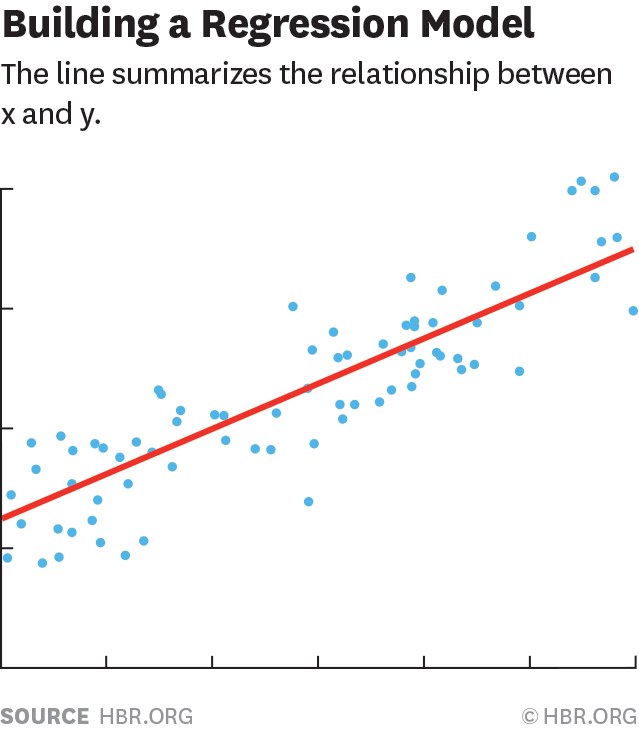 Building a Regression Model
The line summarizes the relationship between
x and y.
SOURCE HBR.ORG
© HBR.ORG